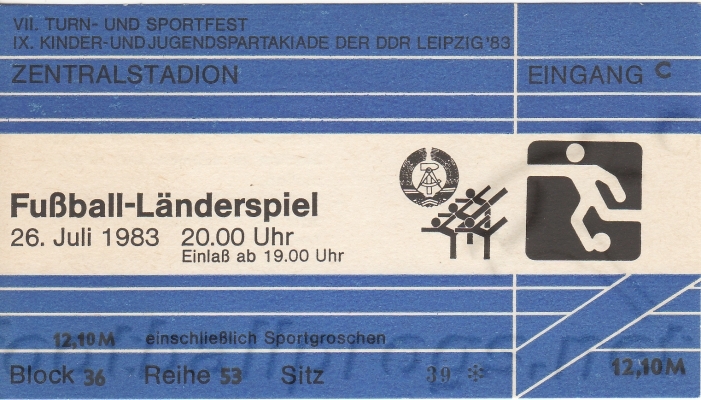 VII. TURN- UND SPORTFEST
IX. KINDER-UND JUGENDSPARTAKIADE DER DDR LEIPZIG '83
ZENTRALSTADION
EINGANG C
Fußball-Länderspiel
26. Juli 1983 20.00 Uhr
Einlaß ab 19.00 Uhr
12,10 M einschließlich Sportgroschen
Block 36 Reihe 53 Sitz 39 *
12,10 M